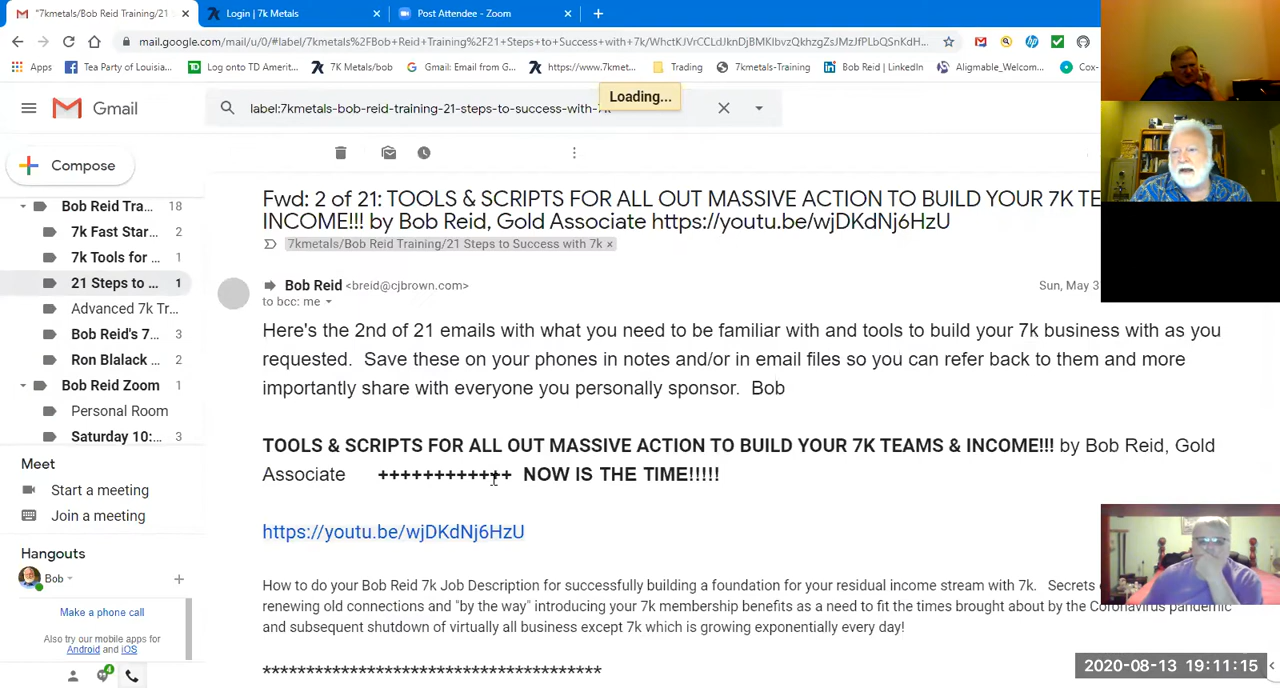 "7kmetals/Bob Reid Training/21
Login | 7k Metals
Post Attendee - Zoom
mail.google.com/mail/u/0/#label/7kmetals%2FBob+Reid+Training%2F21+Steps+to+Success+with+7k/WhctKJVrCCLdJknDjBMKlbvzQkhzgZsJMzJfPLbQSnKdH...
Apps
Tea Party of Louisia...
Log onto TD Amerit...
7K Metals/bob
Gmail: Email from G...
https://www.7kmet...
Trading
7kmetals-Training
Bob Reid | LinkedIn
Alignable_Welcom...
Cox-
Loading...
Gmail
label:7kmetals-bob-reid-training-21-steps-to-success-with-7k
Compose
Bob Reid Tra... 18
7k Fast Star... 2
7k Tools for ... 1
21 Steps to ... 1
Advanced 7k Tr...
Bob Reid's 7... 3
Ron Blalack ... 2
Bob Reid Zoom 1
Personal Room
Saturday 10:... 3
Meet
Start a meeting
Join a meeting
Hangouts
Bob
Make a phone call
Also try our mobile apps for
Android and iOS
4
Fwd: 2 of 21: TOOLS & SCRIPTS FOR ALL OUT MASSIVE ACTION TO BUILD YOUR 7K TE
INCOME!!! by Bob Reid, Gold Associate https://youtu.be/wjDKdNj6HzU
7kmetals/Bob Reid Training/21 Steps to Success with 7k ×
Bob Reid <breid@cjbrown.com>
Sun, May 3
to bcc: me
Here's the 2nd of 21 emails with what you need to be familiar with and tools to build your 7k business with as you
requested. Save these on your phones in notes and/or in email files so you can refer back to them and more
importantly share with everyone you personally sponsor. Bob
TOOLS & SCRIPTS FOR ALL OUT MASSIVE ACTION TO BUILD YOUR 7K TEAMS & INCOME!!! by Bob Reid, Gold
Associate ++++++++++++ NOW IS THE TIME!!!!!
https://youtu.be/wjDKdNj6HzU
How to do your Bob Reid 7k Job Description for successfully building a foundation for your residual income stream with 7k. Secrets
renewing old connections and "by the way" introducing your 7k membership benefits as a need to fit the times brought about by the Coronavirus pandemic
and subsequent shutdown of virtually all business except 7k which is growing exponentially every day!
***************************************
2020-08-13 19:11:15